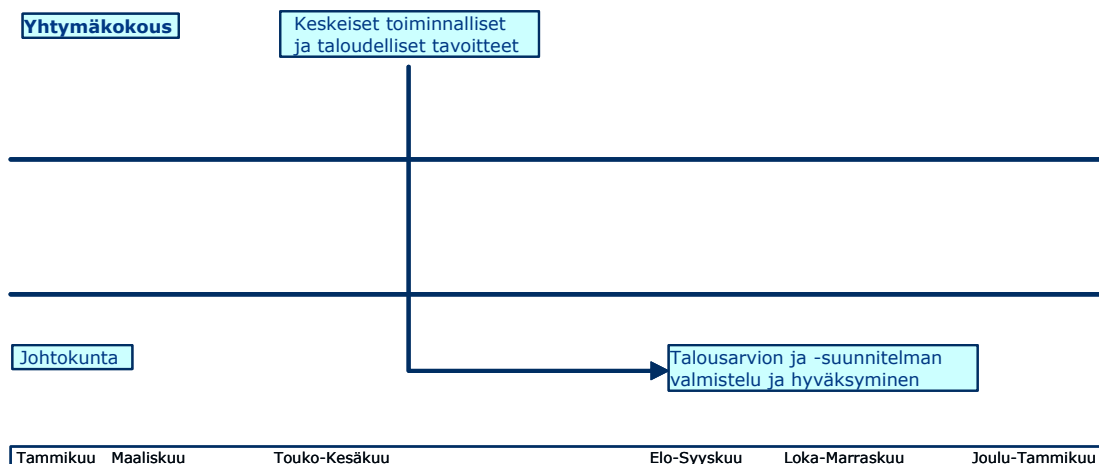 Yhtymäkokous
Keskeiset toiminnalliset
ja taloudelliset tavoitteet
Johtokunta
Talousarvion ja -suunnitelman
valmistelu ja hyväksyminen
Tammikuu Maaliskuu Touko-Kesäkuu Elo-Syyskuu Loka-Marraskuu Joulu-Tammikuu